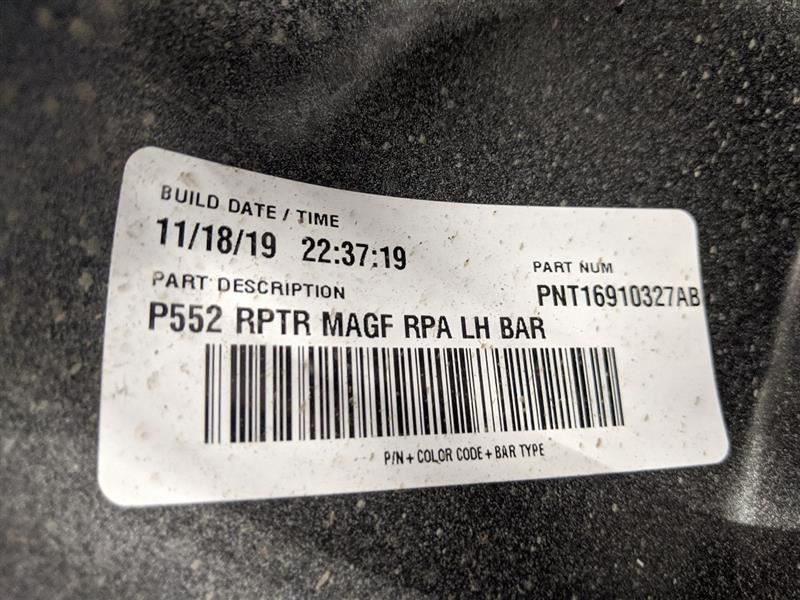 BUILD DATE / TIME
11/18/19 22:37:19
PART NUM
PNT16910327AB
PART DESCRIPTION
P552 RPTR MAGF RPA LH BAR
P/N + COLOR CODE + BAR TYPE